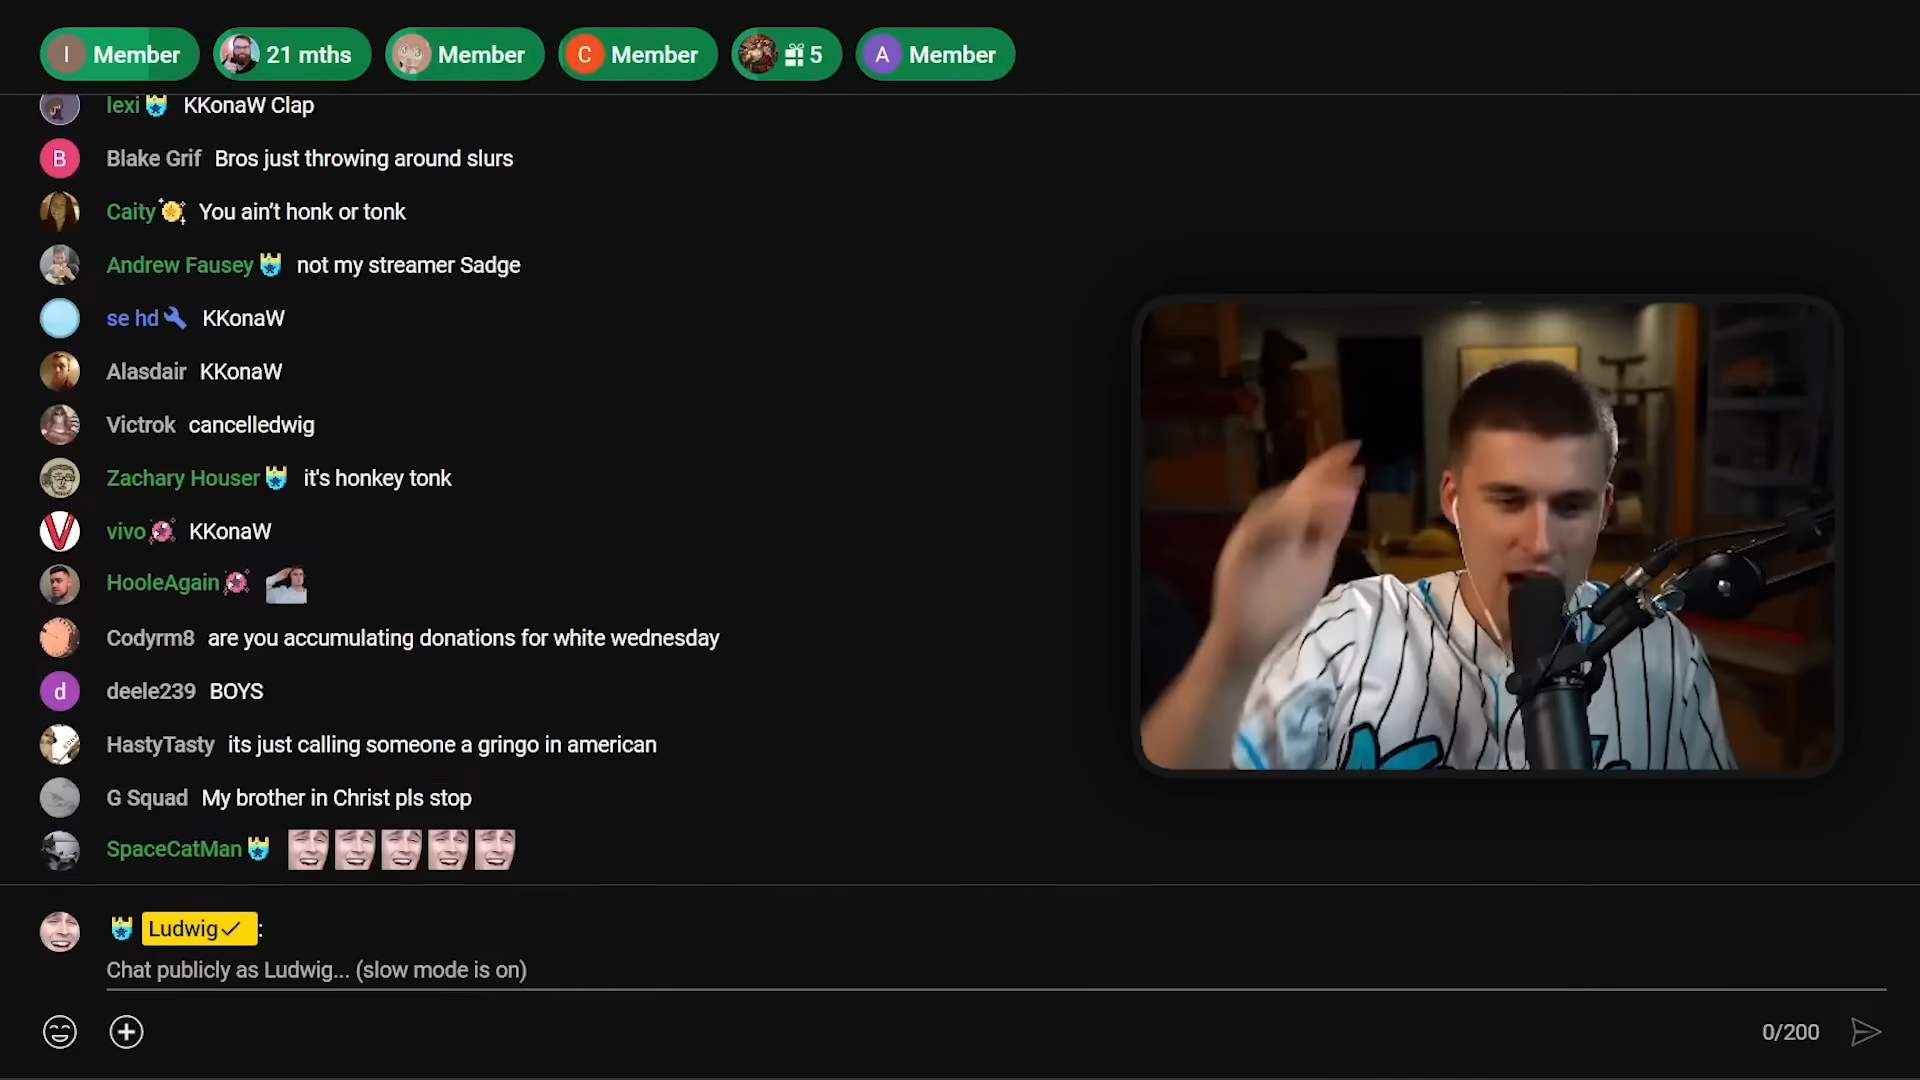 I Member 21 mths Member C Member 5 A Member
lexi KKonaW Clap
B Blake Grif Bros just throwing around slurs
Caity You ain't honk or tonk
Andrew Fausey not my streamer Sadge
se hd KKonaW
Alasdair KKonaW
Victrok cancelledwig
Zachary Houser it's honkey tonk
vivo KKonaW
HooleAgain
Codyrm8 are you accumulating donations for white wednesday
d deele239 BOYS
HastyTasty its just calling someone a gringo in american
G Squad My brother in Christ pls stop
SpaceCatMan
Ludwig✓:
Chat publicly as Ludwig... (slow mode is on)
0/200